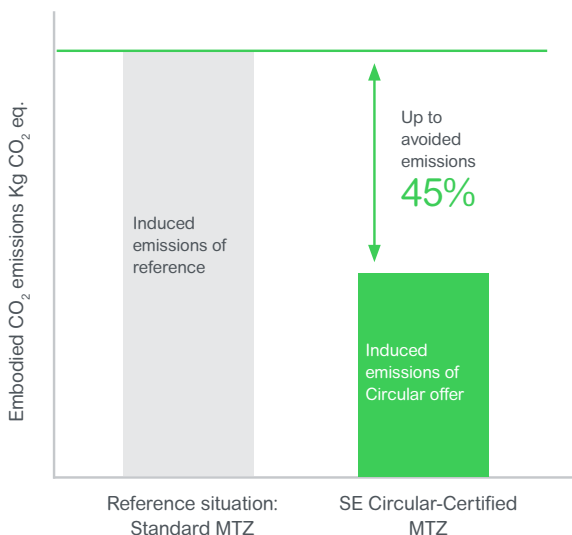 Embodied CO₂ emissions Kg CO₂ eq.
Up to
avoided
emissions
45%
Induced
emissions of
reference
Induced
emissions of
Circular offer
Reference situation:
Standard MTZ
SE Circular-Certified
MTZ